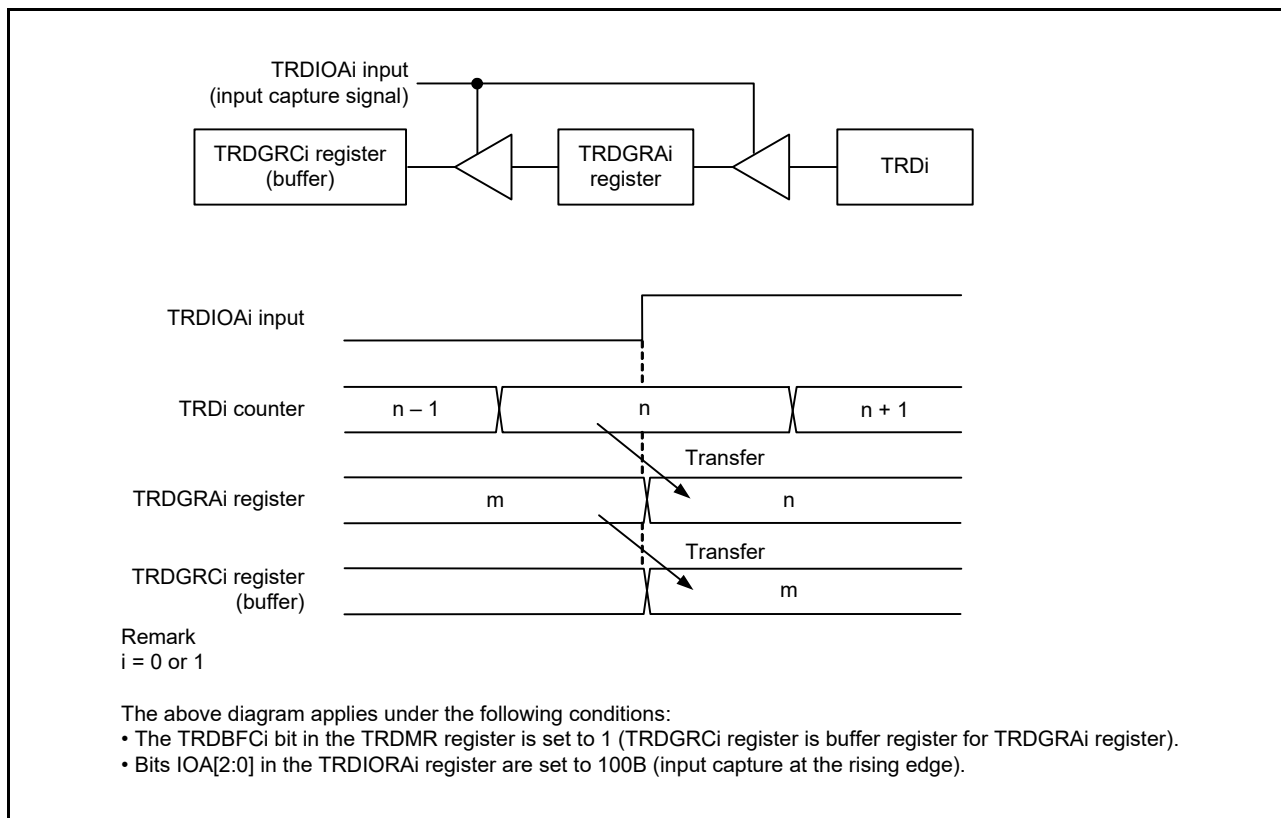 TRDIOAi input
(input capture signal)
TRDGRCi register
(buffer)
TRDGRAi
register
TRDi
TRDIOAi input
TRDi counter
n – 1
n
n + 1
Transfer
TRDGRAi register
m
n
Transfer
TRDGRCi register
(buffer)
m
Remark
i = 0 or 1
The above diagram applies under the following conditions:
• The TRDBFCi bit in the TRDMR register is set to 1 (TRDGRCi register is buffer register for TRDGRAi register).
• Bits IOA[2:0] in the TRDIORAi register are set to 100B (input capture at the rising edge).